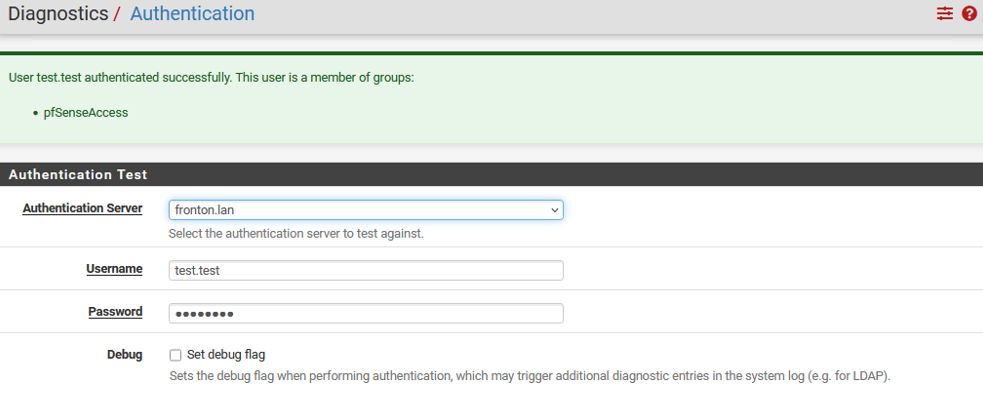 Diagnostics / Authentication
User test.test authenticated successfully. This user is a member of groups:
• pfSenseAccess
Authentication Test
Authentication Server
fronton.lan
Select the authentication server to test against.
Username
test.test
Password
••••••••
Debug
Set debug flag
Sets the debug flag when performing authentication, which may trigger additional diagnostic entries in the system log (e.g. for LDAP).